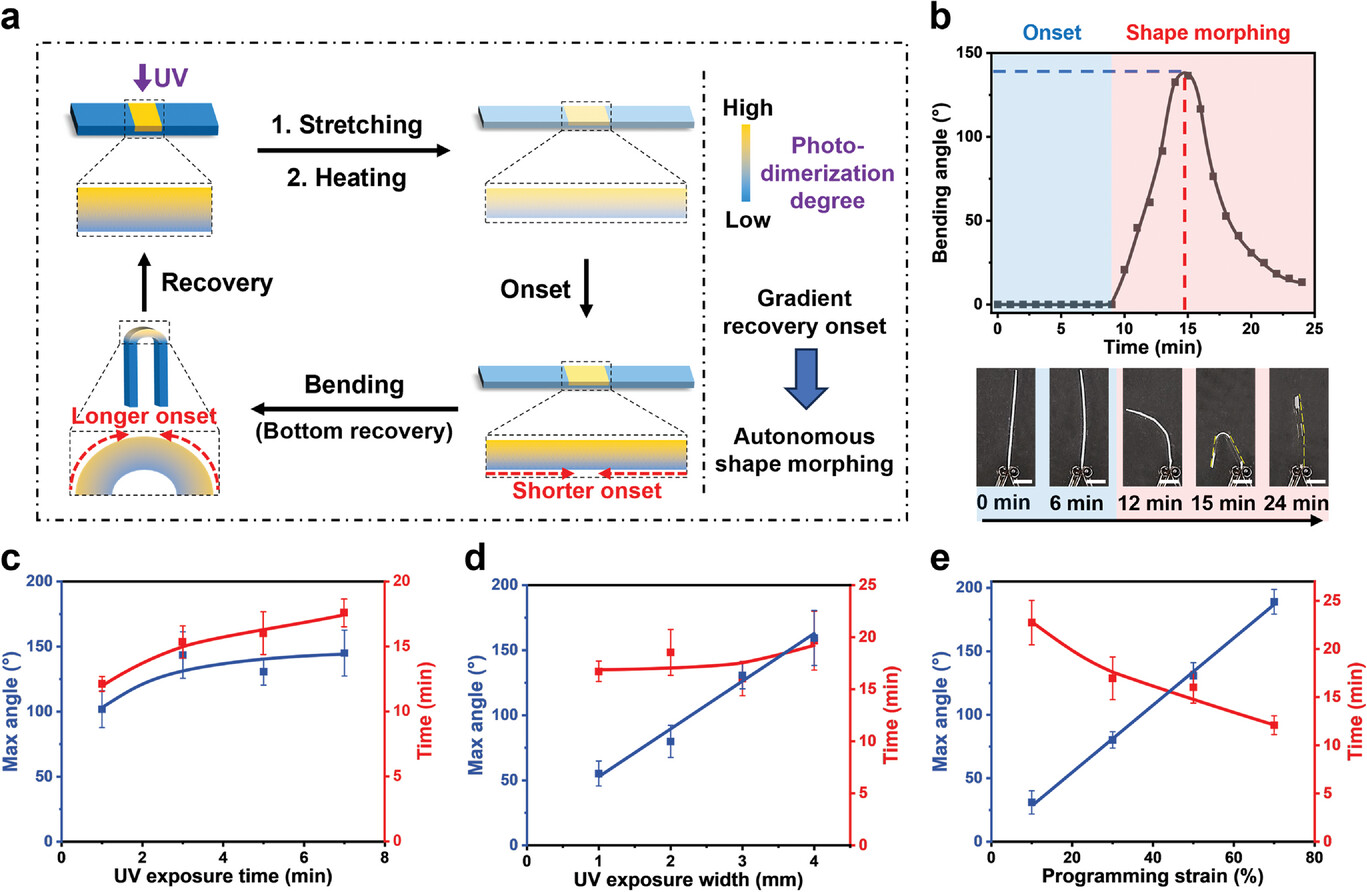 a
UV
1. Stretching
2. Heating
High
Photo-
dimerization
degree
Low
Recovery
Onset
Gradient
recovery onset
Longer onset
Bending
(Bottom recovery)
Shorter onset
Autonomous
shape morphing
b
Onset Shape morphing
150
100
50
0
Bending angle (°)
0 5 10 15 20 25
Time (min)
0 min 6 min 12 min 15 min 24 min
c
200
150
100
50
0
Max angle (°)
20
15
10
5
0
Time (min)
0 2 4 6 8
UV exposure time (min)
d
200
150
100
50
0
Max angle (°)
25
20
15
10
5
0
Time (min)
0 1 2 3 4
UV exposure width (mm)
e
200
150
100
50
0
Max angle (°)
25
20
15
10
5
0
Time (min)
0 20 40 60 80
Programming strain (%)